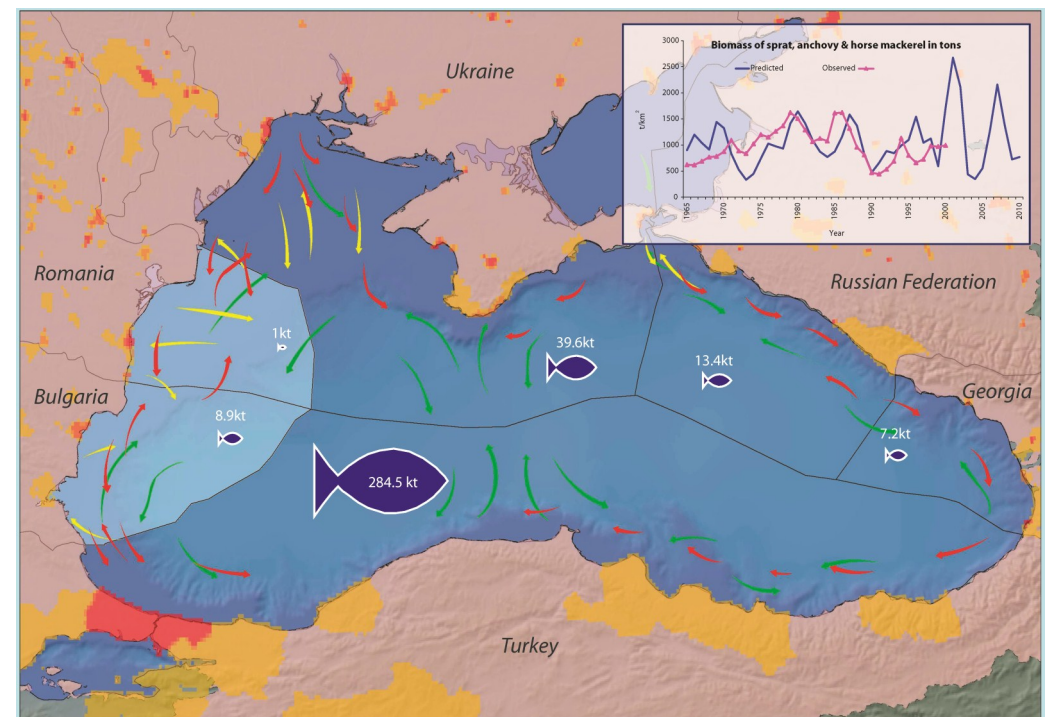 Ukraine
Biomass of sprat, anchovy & horse mackerel in tons
Predicted
Observed
3000
2500
2000
1500
1000
500
0
t/km²
1965
1970
1975
1980
1985
1990
1995
2000
2005
2010
Year
Romania
Russian Federation
1kt
39.6kt
13.4kt
Bulgaria
Georgia
8.9kt
7.2kt
284.5 kt
Turkey